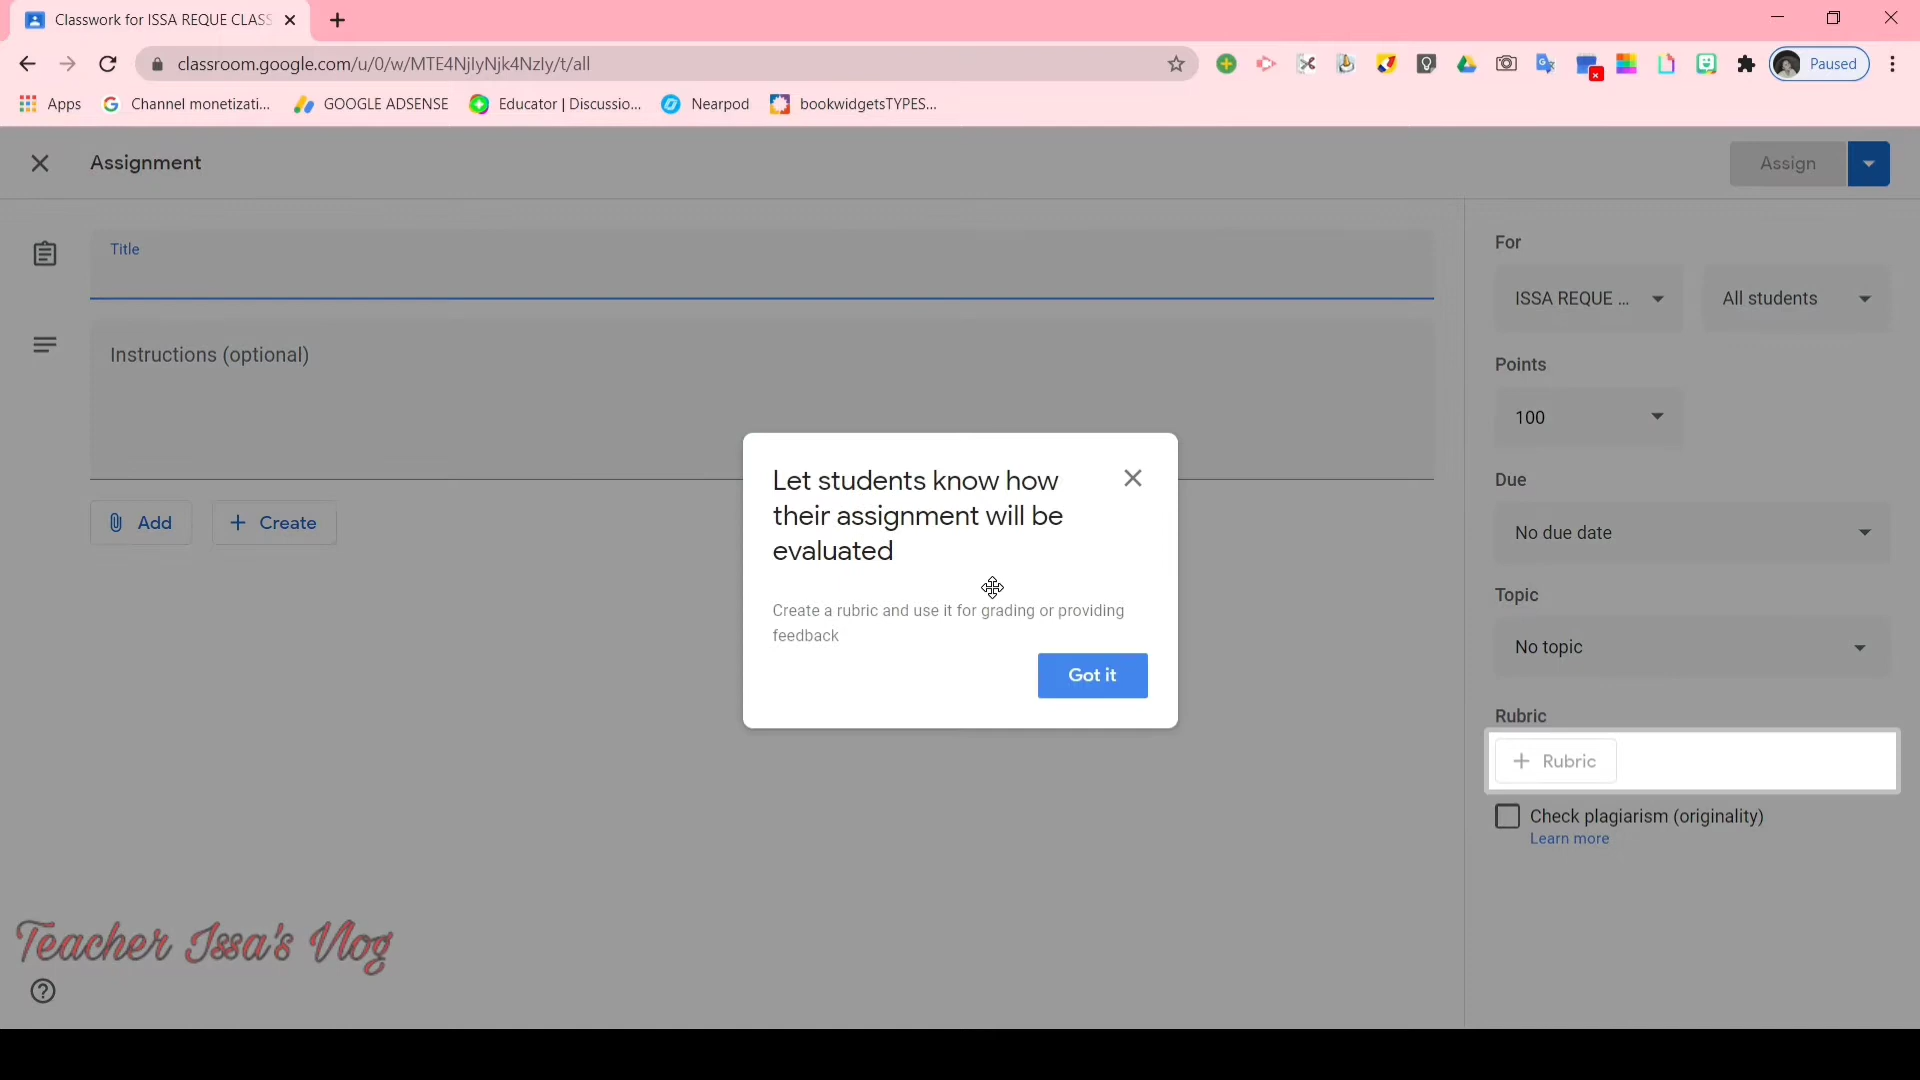 Classwork for ISSA REQUE CLASS
classroom.google.com/u/0/w/MTE4NjIyNjk4NzIy/t/all
Paused
Apps
Channel monetizati...
GOOGLE ADSENSE
Educator | Discussio...
Nearpod
bookwidgetsTYPES...
Assignment
Assign
Title
Instructions (optional)
Add
Create
For
ISSA REQUE ...
All students
Points
100
Due
No due date
Topic
No topic
Rubric
Rubric
Check plagiarism (originality)
Learn more
Let students know how
their assignment will be
evaluated
Create a rubric and use it for grading or providing
feedback
Got it
Teacher Issa's Vlog